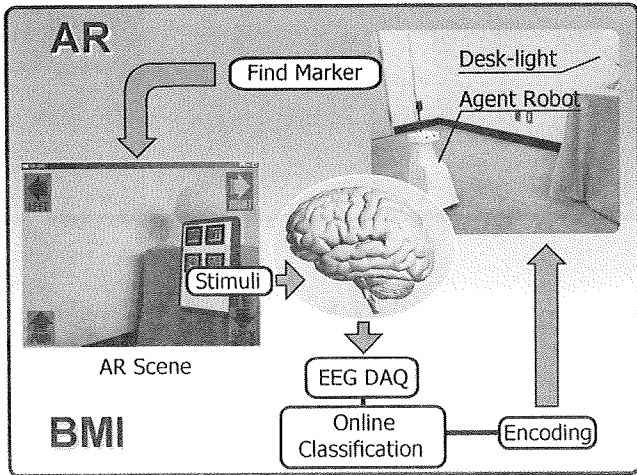 AR
Find Marker
Desk-light
Agent Robot
Stimuli
AR Scene
EEG DAQ
Online
Classification
Encoding
BMI